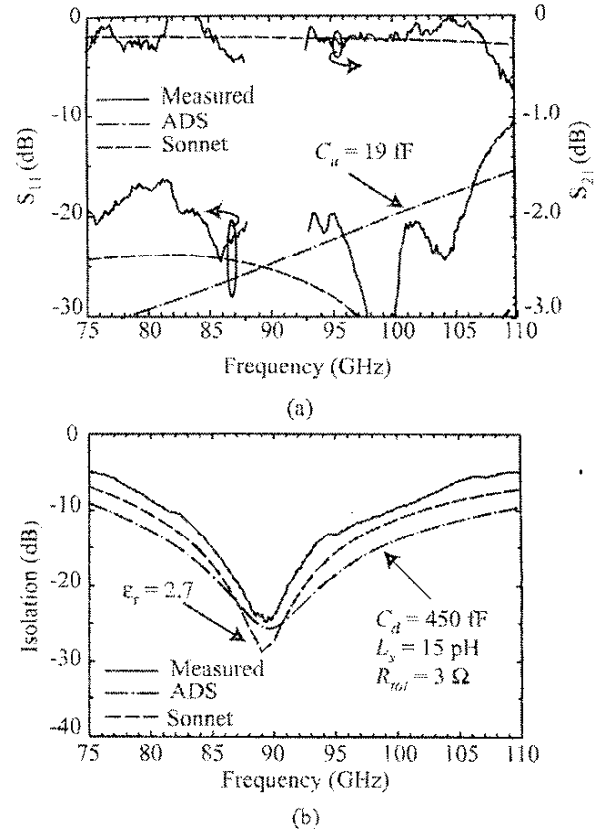 0
0
-10
-1.0
-20
-2.0
-30
-3.0
S11 (dB)
S21 (dB)
Measured
ADS
Sonnet
Cu = 19 fF
75 80 85 90 95 100 105 110
Frequency (GHz)
(a)
0
-10
-20
-30
-40
Isolation (dB)
εr = 2.7
Cd = 450 fF
Ls = 15 pH
Rtot = 3 Ω
Measured
ADS
Sonnet
75 80 85 90 95 100 105 110
Frequency (GHz)
(b)